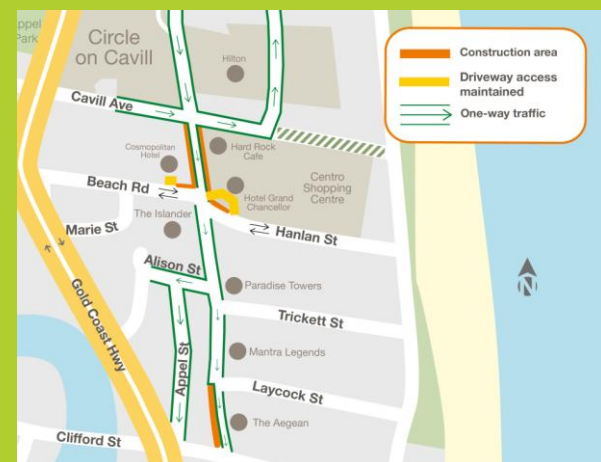 Appel
Park
Circle
on Cavill
Hilton
Construction area
Driveway access
maintained
One-way traffic
Cavill Ave
Cosmopolitan
Hotel
Hard Rock
Cafe
Centro
Shopping
Centre
Beach Rd
Hotel Grand
Chancellor
The Islander
Marie St
Hanlan St
Alison St
Paradise Towers
Gold Coast Hwy
Trickett St
Appel St
Mantra Legends
Laycock St
The Aegean
Clifford St
N